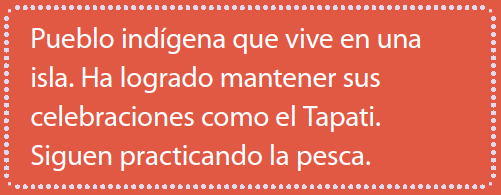 Pueblo indígena que vive en una
isla. Ha logrado mantener sus
celebraciones como el Tapati.
Siguen practicando la pesca.